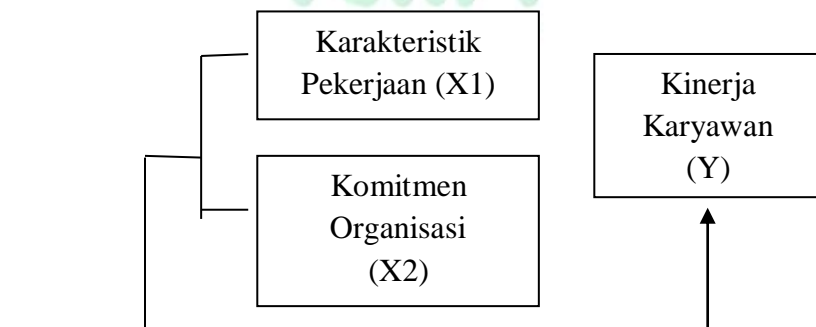 Karakteristik
Pekerjaan (X1)
Kinerja
Karyawan
(Y)
Komitmen
Organisasi
(X2)